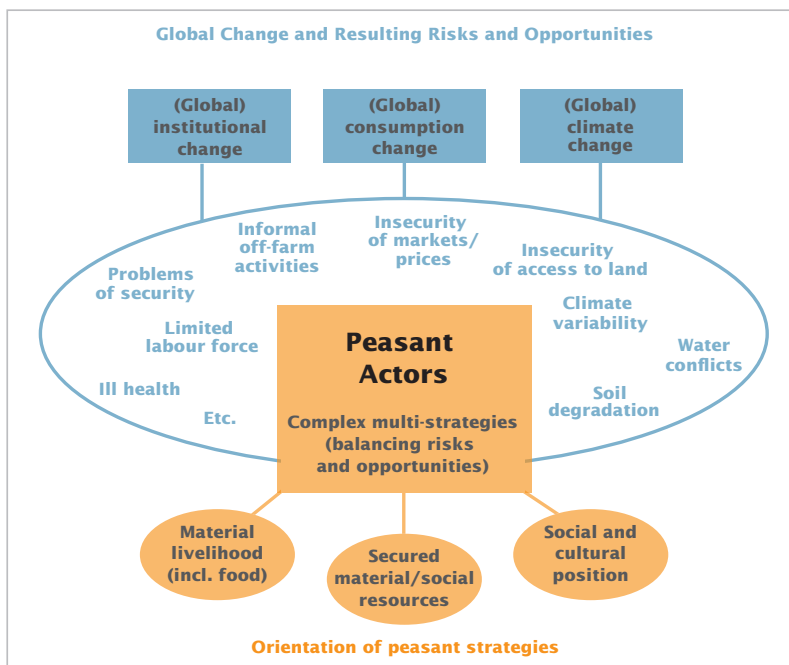 Global Change and Resulting Risks and Opportunities
(Global)
institutional
change
(Global)
consumption
change
(Global)
climate
change
Problems
of security
Informal
off-farm
activities
Insecurity
of markets/
prices
Insecurity
of access to land
Limited
labour force
Climate
variability
Water
conflicts
Ill health
Etc.
Soil
degradation
Peasant
Actors
Complex multi-strategies
(balancing risks
and opportunities)
Material
livelihood
(incl. food)
Secured
material/social
resources
Social and
cultural
position
Orientation of peasant strategies